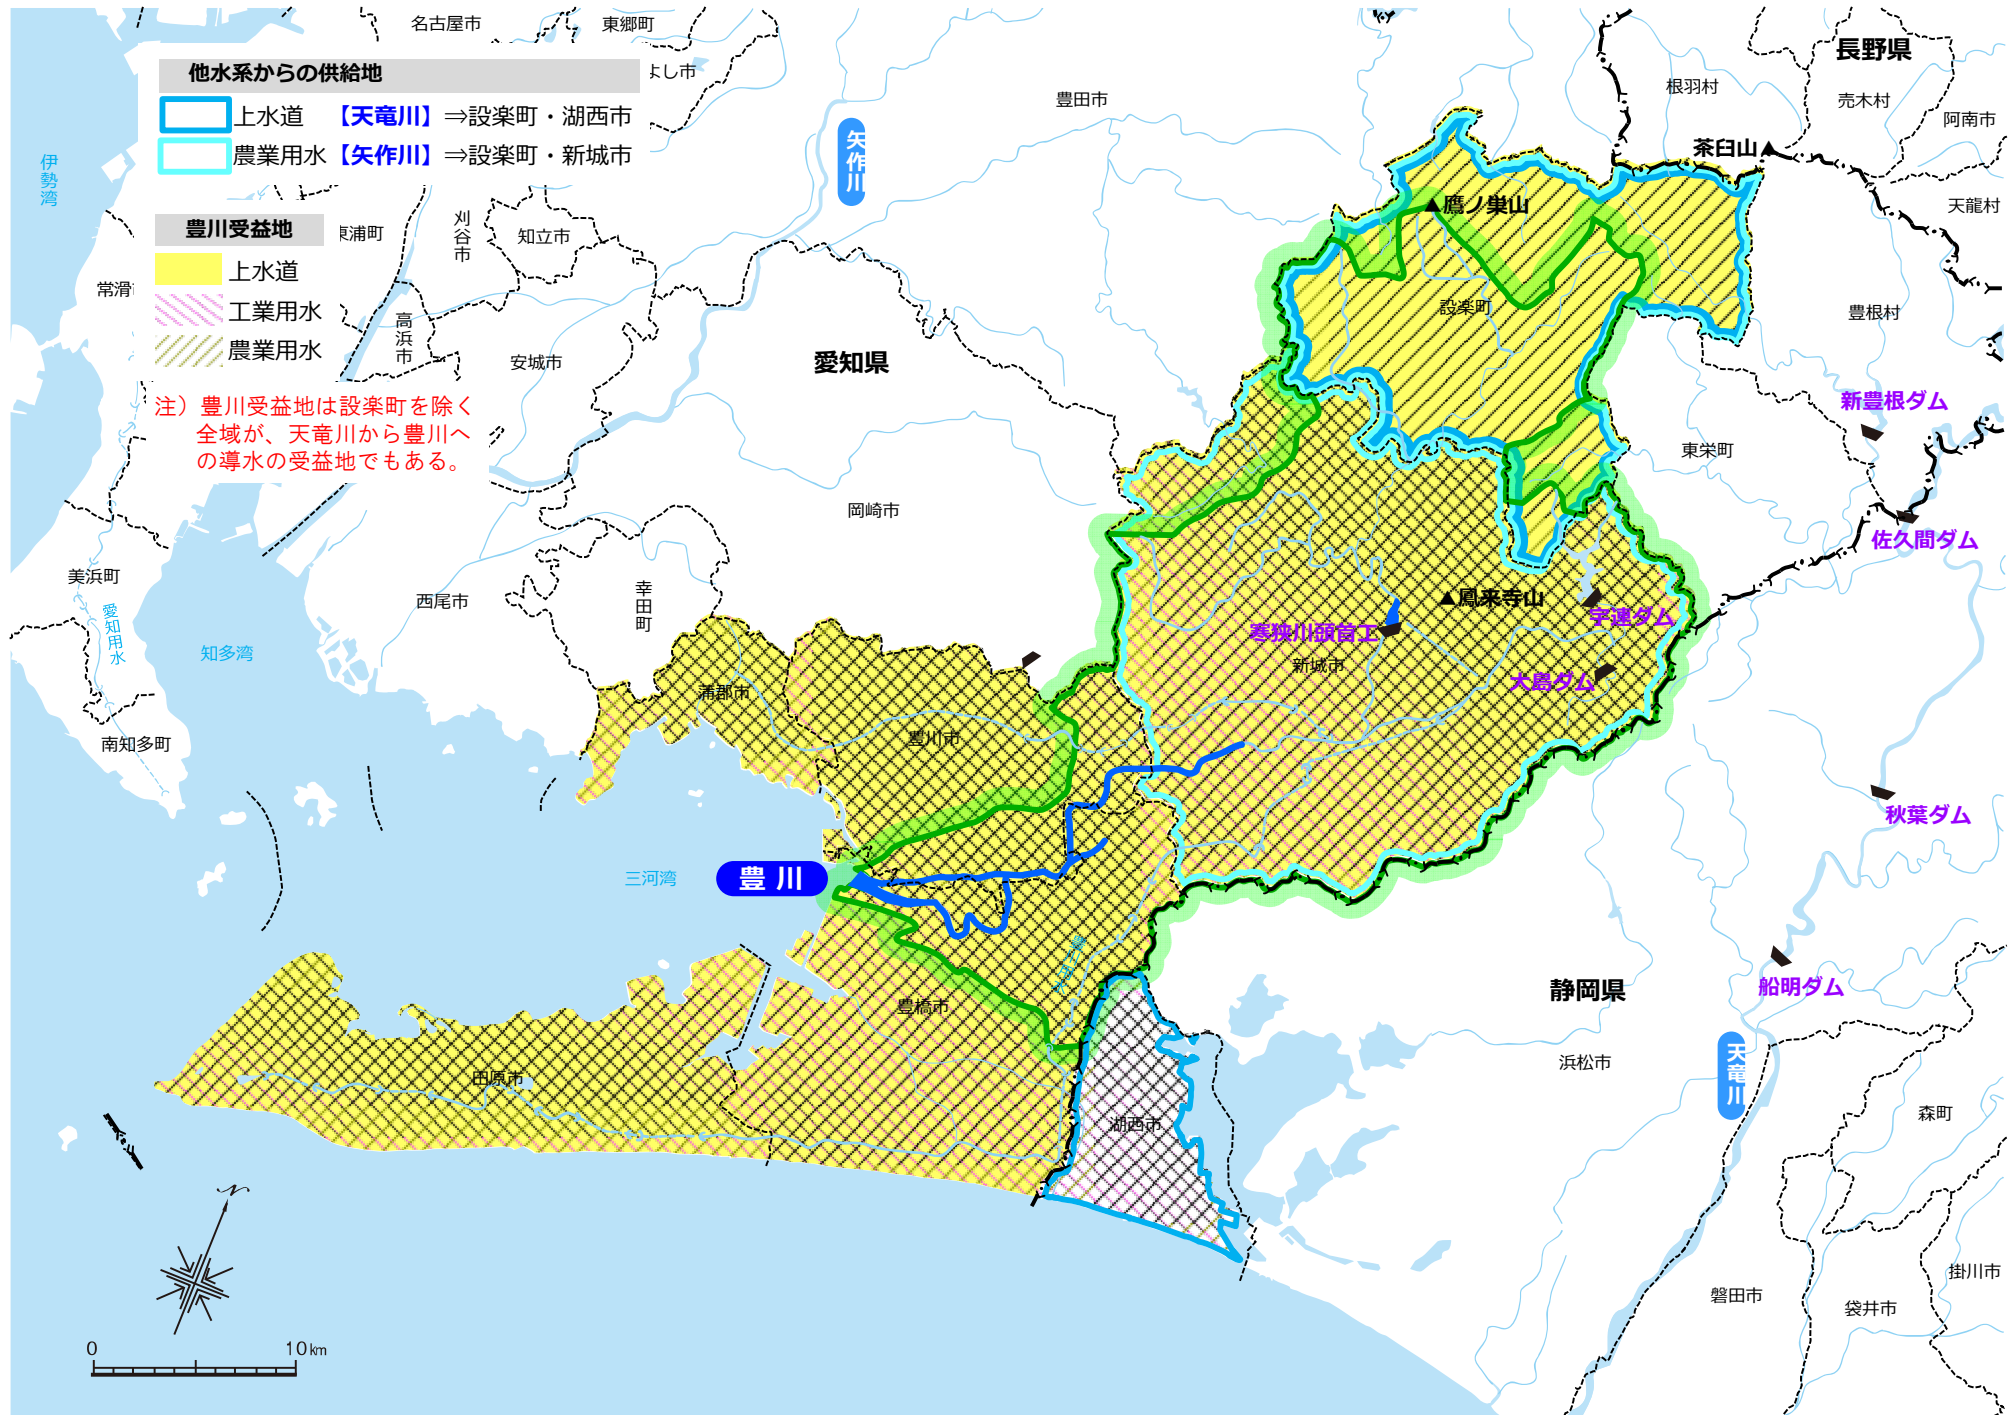 名古屋市
東郷町
よし市
長野県
根羽村
売木村
阿南市
茶臼山
天龍村
豊田市
他水系からの供給地
上水道 【天竜川】⇒設楽町・湖西市
農業用水【矢作川】⇒設楽町・新城市
豊川受益地
上水道
工業用水
農業用水
注）豊川受益地は設楽町を除く
全域が、天竜川から豊川へ
の導水の受益地でもある。
伊勢湾
矢作川
東浦町
刈谷市
知立市
常滑
高浜市
安城市
愛知県
鷹ノ巣山
設楽町
豊根村
新豊根ダム
東栄町
佐久間ダム
岡崎市
美浜町
愛知用水
西尾市
幸田町
鳳来寺山
宇連ダム
寒狭川頭首工
新城市
大島ダム
知多湾
蒲郡市
豊川市
南知多町
秋葉ダム
三河湾
豊川
静岡県
船明ダム
豊橋市
浜松市
天竜川
田原市
湖西市
森町
掛川市
磐田市
袋井市
N
0 10km